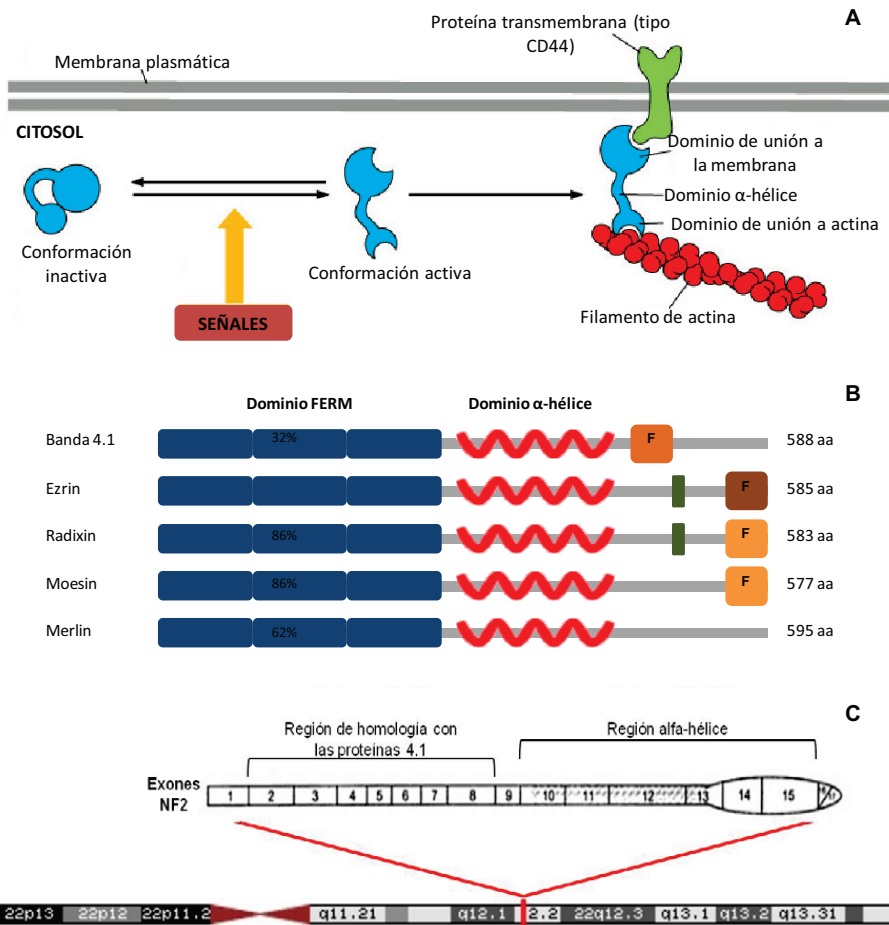 A
Proteína transmembrana (tipo
CD44)
Membrana plasmática
CITOSOL
Dominio de unión a
la membrana
Dominio α-hélice
Dominio de unión a actina
Conformación
inactiva
Conformación activa
Filamento de actina
SEÑALES
B
Dominio FERM
Dominio α-hélice
Banda 4.1
32%
F
588 aa
Ezrin
F
585 aa
Radixin
86%
F
583 aa
Moesin
86%
F
577 aa
Merlin
62%
595 aa
C
Región de homología con
las proteínas 4.1
Región alfa-hélice
Exones
NF2
1 2 3 4 5 6 7 8 9 10 11 12 13 14 15
22p13 22p12 22p11.2 q11.21 q12.1 2.2 22q12.3 q13.1 q13.2 q13.31